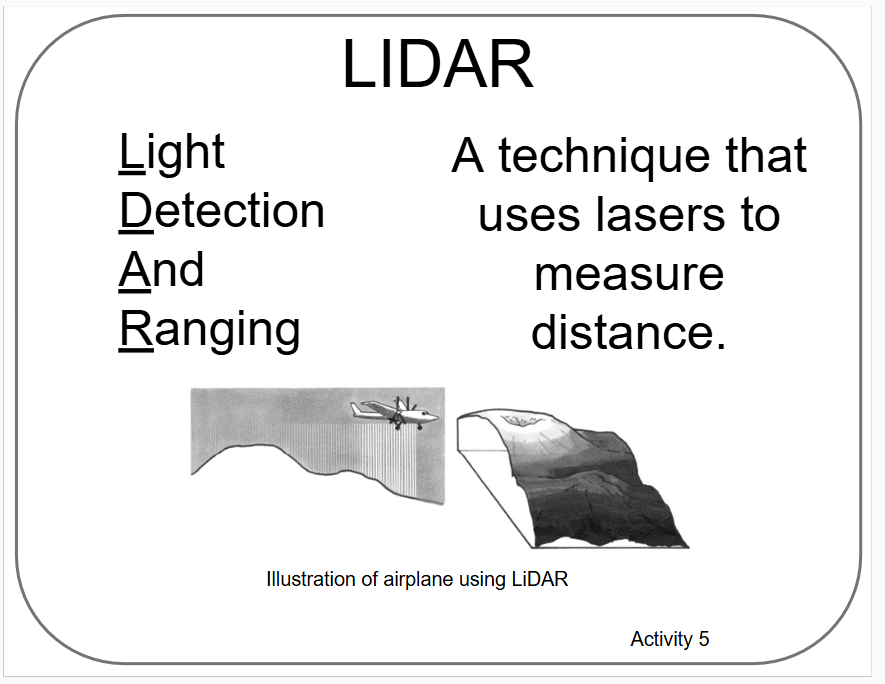 LIDAR
Light
Detection
And
Ranging
A technique that
uses lasers to
measure
distance.
Illustration of airplane using LiDAR
Activity 5